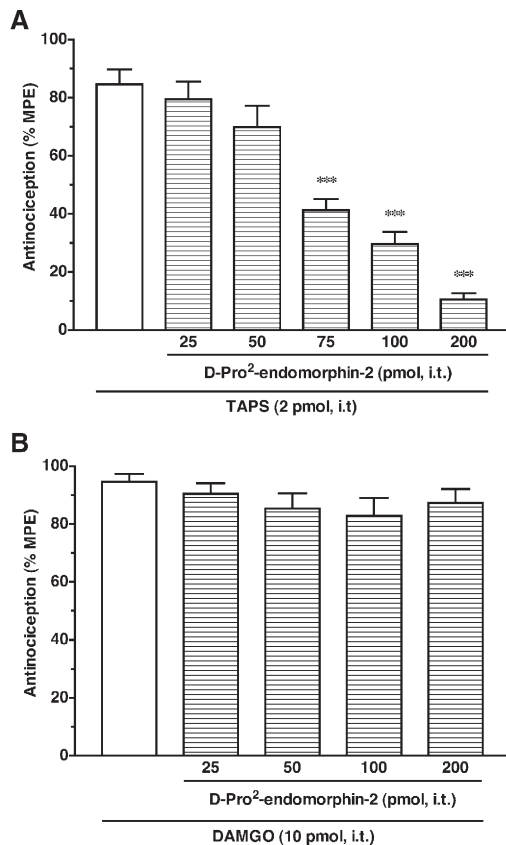 A
Antinociception (% MPE)
100
80
60
40
20
0
***
***
***
25 50 75 100 200
D-Pro²-endomorphin-2 (pmol, i.t.)
TAPS (2 pmol, i.t)
B
Antinociception (% MPE)
100
80
60
40
20
0
25 50 100 200
D-Pro²-endomorphin-2 (pmol, i.t.)
DAMGO (10 pmol, i.t.)